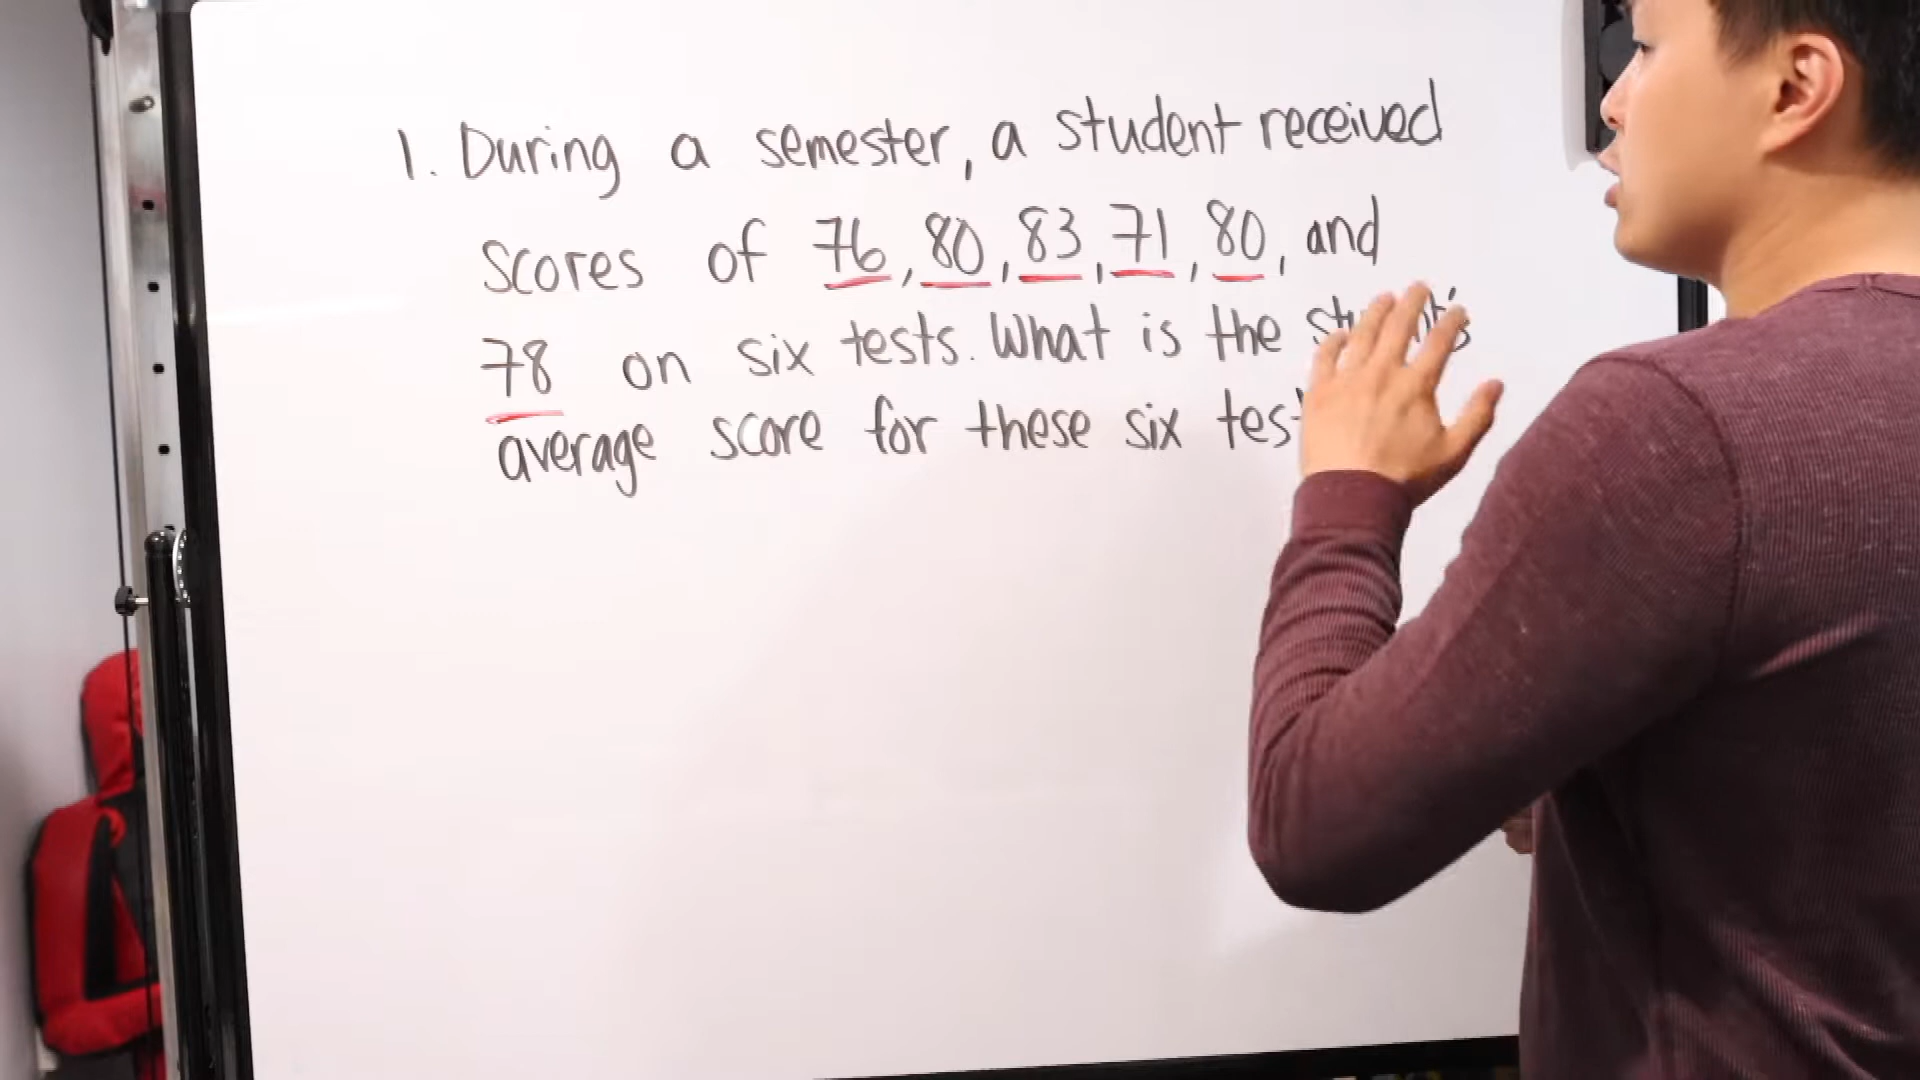 1. During a semester, a student received
scores of 76, 80, 83, 71, 80, and
78 on six tests. What is the
average score for these six